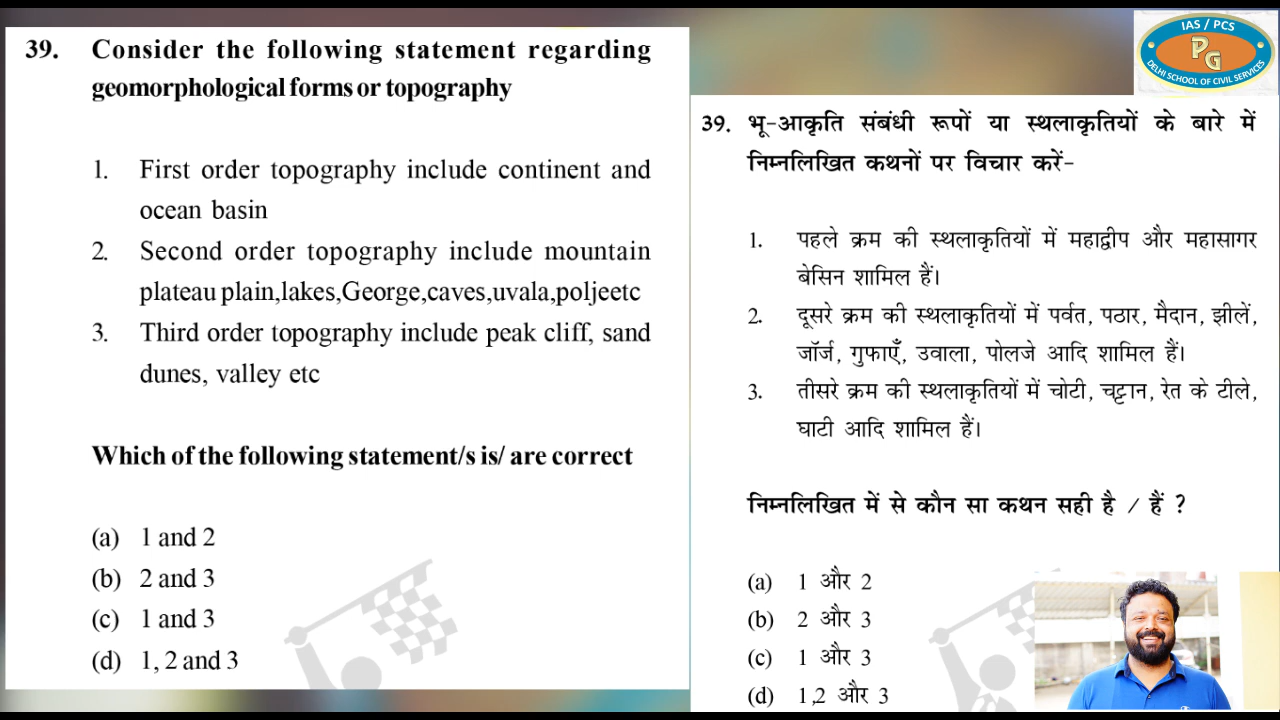 39. Consider the following statement regarding
geomorphological forms or topography
1. First order topography include continent and
ocean basin
2. Second order topography include mountain
plateau plain,lakes,George,caves,uvala,poljeetc
3. Third order topography include peak cliff, sand
dunes, valley etc
Which of the following statement/s is/ are correct
(a) 1 and 2
(b) 2 and 3
(c) 1 and 3
(d) 1, 2 and 3
IAS / PCS
PG
DELHI SCHOOL OF CIVIL SERVICES
39. भू-आकृति संबंधी रूपों या स्थलाकृतियों के बारे में
निम्नलिखित कथनों पर विचार करें-
1. पहले क्रम की स्थलाकृतियों में महाद्वीप और महासागर
बेसिन शामिल हैं।
2. दूसरे क्रम की स्थलाकृतियों में पर्वत, पठार, मैदान, झीलें,
जॉर्ज, गुफाएँ, उवाला, पोलजे आदि शामिल हैं।
3. तीसरे क्रम की स्थलाकृतियों में चोटी, चट्टान, रेत के टीले,
घाटी आदि शामिल हैं।
निम्नलिखित में से कौन सा कथन सही है / हैं ?
(a) 1 और 2
(b) 2 और 3
(c) 1 और 3
(d) 1,2 और 3